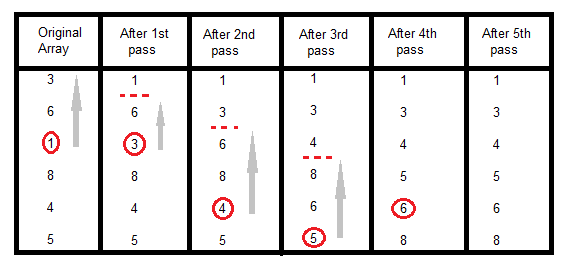 Original Array After 1st pass After 2nd pass After 3rd pass After 4th pass After 5th pass
3 1 1 1 1 1
6 6 3 3 3 3
1 3 6 4 4 4
8 8 8 8 5 5
4 4 4 6 6 6
5 5 5 5 8 8